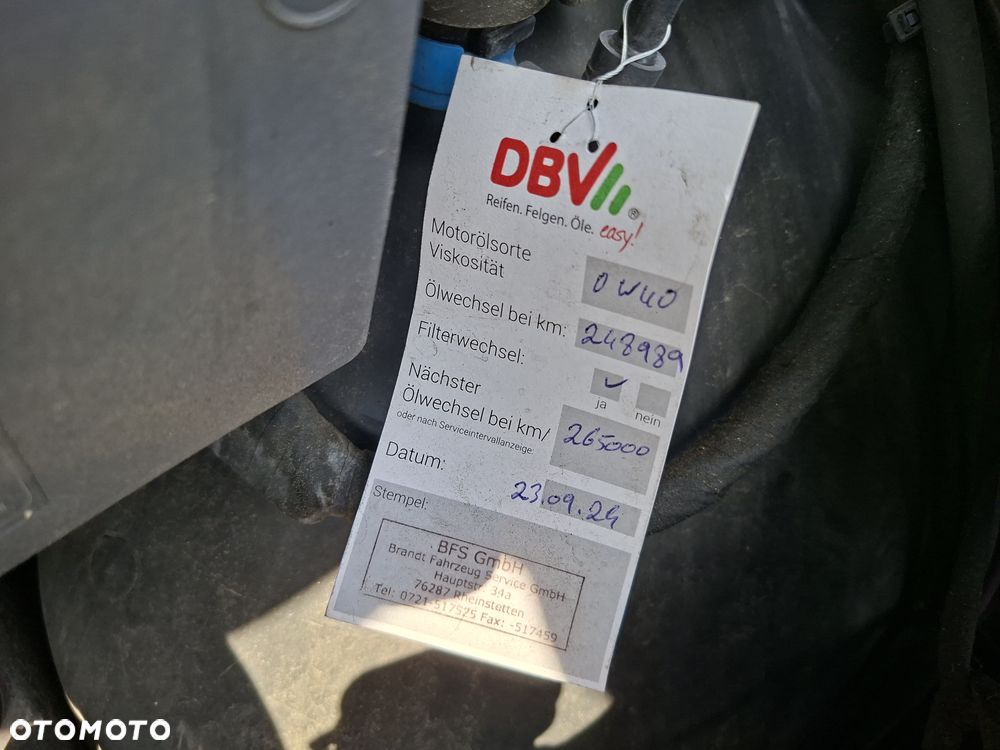 DBV®
Reifen. Felgen. Öle. easy!
Motorölsorte
Viskosität
0W40
Ölwechsel bei km:
248989
Filterwechsel:
✓
ja nein
Nächster
Ölwechsel bei km/
oder nach Serviceintervallanzeige:
265000
Datum:
23.09.24
Stempel:
BFS GmbH
Brandt Fahrzeug Service GmbH
Hauptstr. 34a
76287 Rheinstetten
Tel: 0721-517525 Fax: -517459
OTOMOTO